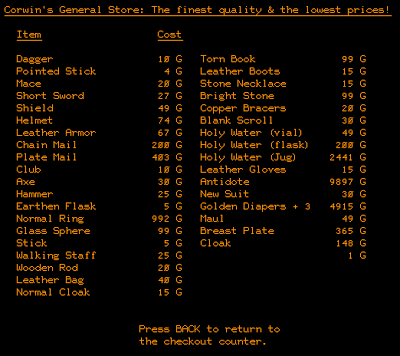 Corwin's General Store: The finest quality & the lowest prices!
Item Cost
Dagger 10 G Torn Book 99 G
Pointed Stick 4 G Leather Boots 15 G
Mace 20 G Stone Necklace 15 G
Short Sword 27 G Bright Stone 99 G
Shield 49 G Copper Bracers 20 G
Helmet 74 G Blank Scroll 30 G
Leather Armor 22 G Holy Water (vial) 49 G
Chain Mail 200 G Holy Water (flask) 200 G
Plate Mail 403 G Holy Water (Jug) 2441 G
Club 10 G Leather Gloves 15 G
Axe 30 G Antidote 9897 G
Hammer 25 G New Suit 30 G
Earthen Flask 5 G Golden Diapers + 3 4915 G
Normal Ring 992 G Maul 49 G
Glass Sphere 99 G Breast Plate 365 G
Stick 5 G Cloak 148 G
Walking Staff 25 G 1 G
Wooden Rod 20 G
Leather Bag 40 G
Normal Cloak 15 G
Press BACK to return to
the checkout counter.